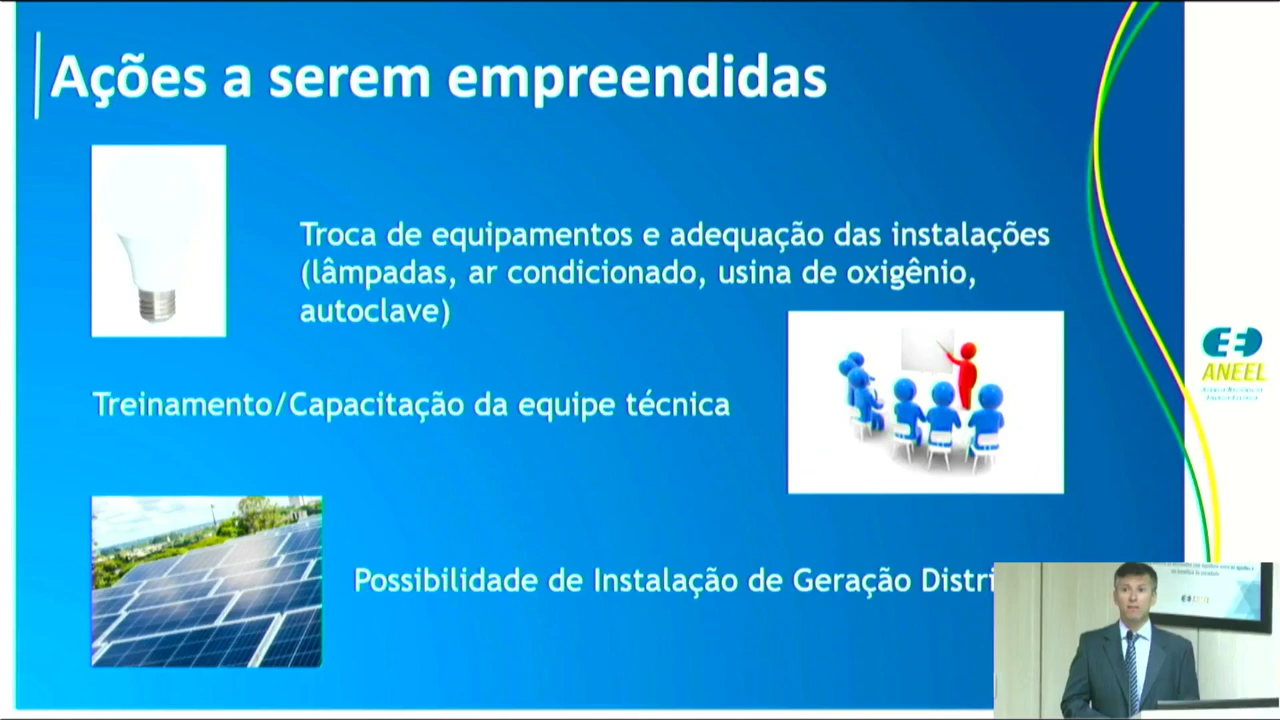 Ações a serem empreendidas
Troca de equipamentos e adequação das instalações
(lâmpadas, ar condicionado, usina de oxigênio,
autoclave)
Treinamento/Capacitação da equipe técnica
ANEEL
Possibilidade de Instalação de Geração Distri